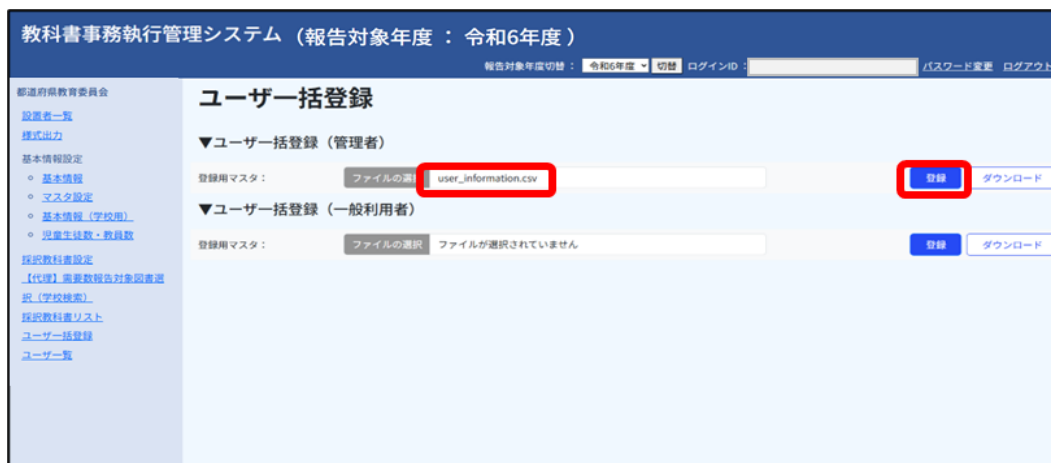 教科書事務執行管理システム（報告対象年度 ： 令和6年度 ）
報告対象年度切替： 令和6年度 切替 ログインID： パスワード変更 ログアウト
都道府県教育委員会
設置者一覧
様式出力
基本情報設定
基本情報
マスタ設定
基本情報（学校用）
児童生徒数・教員数
採択教科書設定
【代理】需要数報告対象図書選
択（学校検索）
採択教科書リスト
ユーザー括登録
ユーザー覧
ユーザー括登録
▼ユーザー括登録（管理者）
登録用マスタ： ファイルの選択 user_information.csv 登録 ダウンロード
▼ユーザー括登録（一般利用者）
登録用マスタ： ファイルの選択 ファイルが選択されていません 登録 ダウンロード